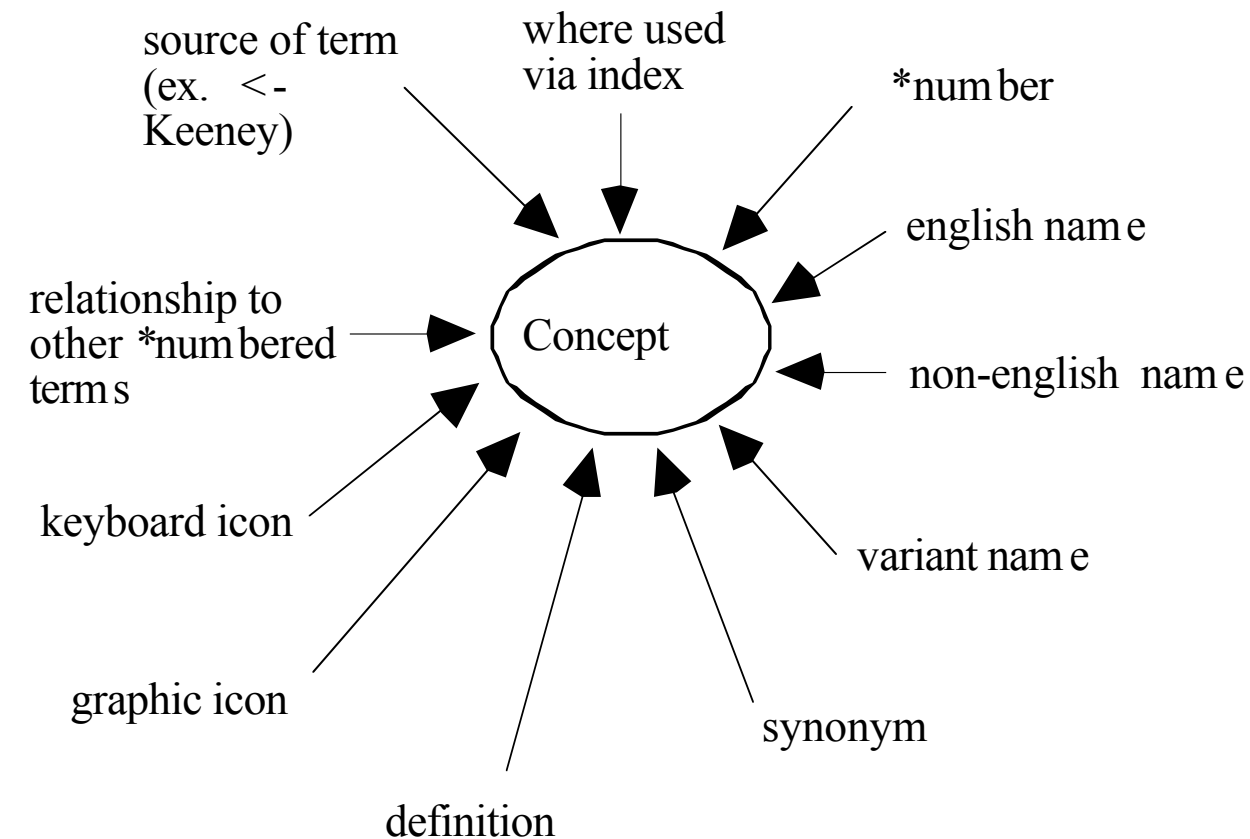 source of term
(ex. <-
Keeney)
where used
via index
*number
english name
relationship to
other *numbered
terms
Concept
non-english name
keyboard icon
variant name
graphic icon
synonym
definition